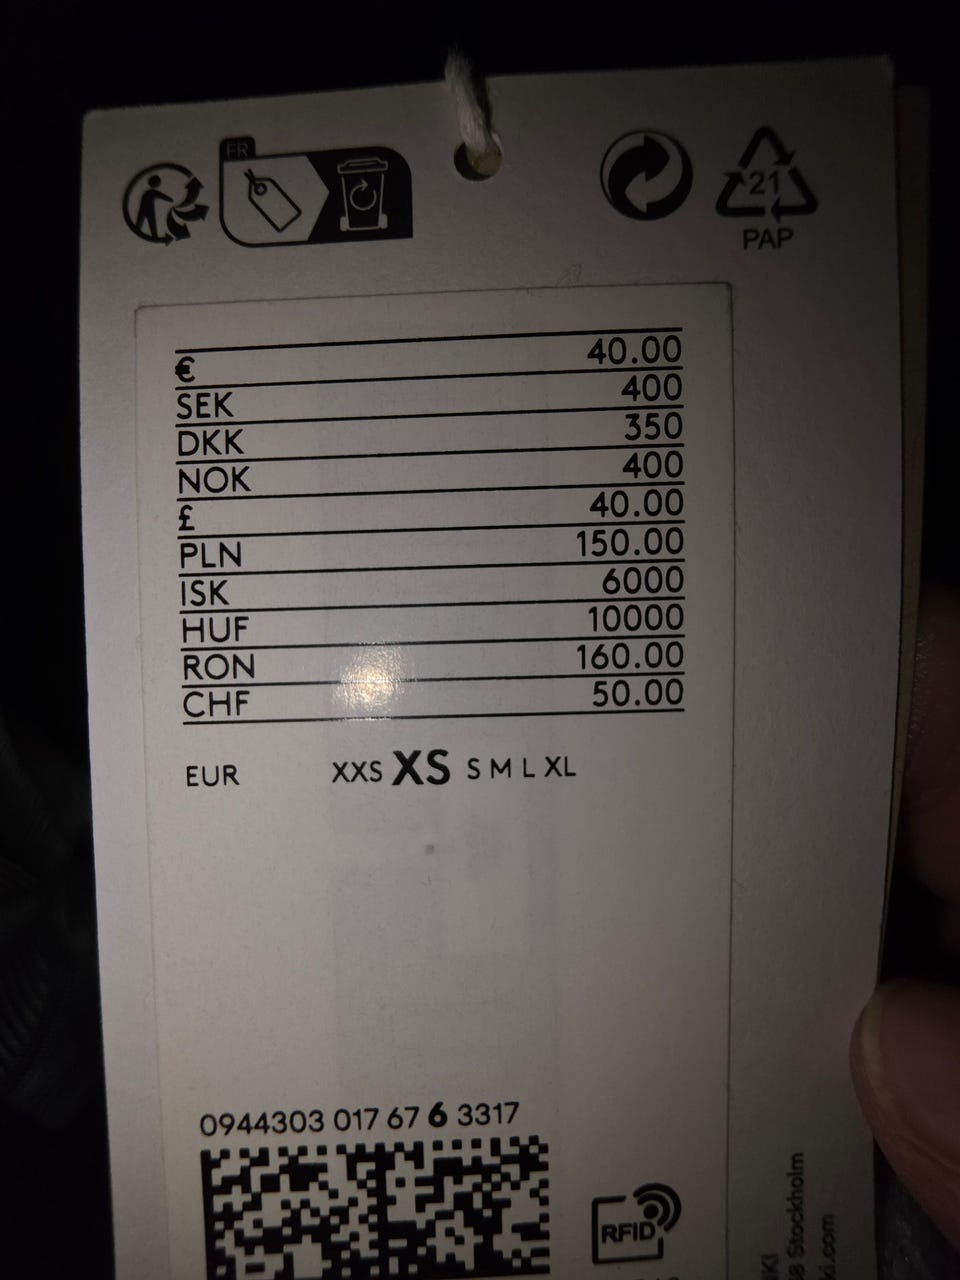 FR
21
PAP
€ 40.00
SEK 400
DKK 350
NOK 400
£ 40.00
PLN 150.00
ISK 6000
HUF 10000
RON 160.00
CHF 50.00
EUR XXS XS S M L XL
0944303 017 67 6 3317
RFID
Stockholm